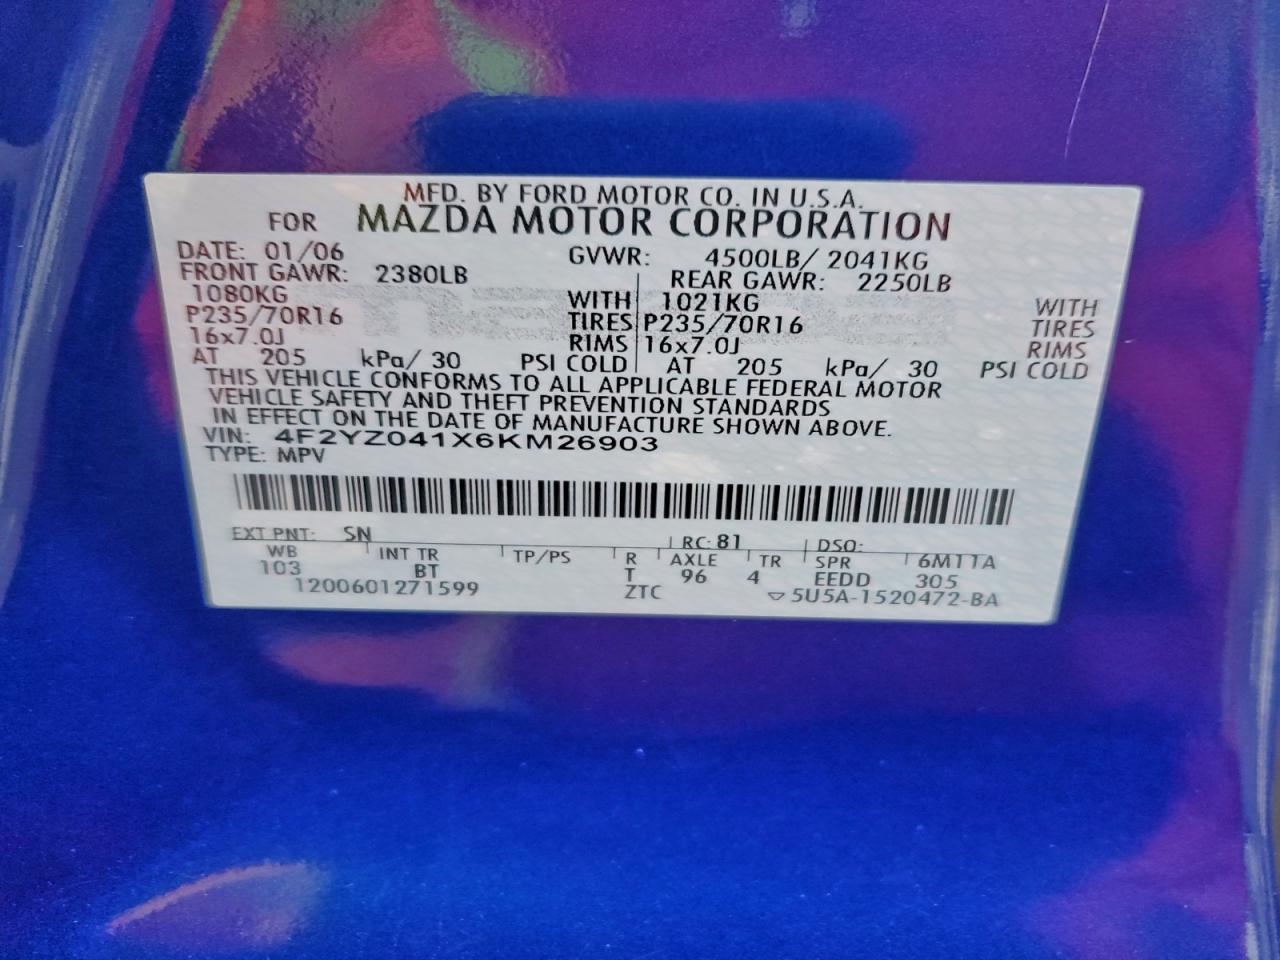 MFD. BY FORD MOTOR CO. IN U.S.A.
FOR MAZDA MOTOR CORPORATION
DATE: 01/06 GVWR: 4500LB/ 2041KG
FRONT GAWR: 2380LB REAR GAWR: 2250LB
1080KG WITH 1021KG WITH
P235/70R16 TIRES P235/70R16 TIRES
16x7.0J RIMS 16x7.0J RIMS
AT 205 kPa/ 30 PSI COLD AT 205 kPa/ 30 PSI COLD
THIS VEHICLE CONFORMS TO ALL APPLICABLE FEDERAL MOTOR
VEHICLE SAFETY AND THEFT PREVENTION STANDARDS
IN EFFECT ON THE DATE OF MANUFACTURE SHOWN ABOVE.
VIN: 4F2YZ041X6KM26903
TYPE: MPV
EXT PNT: SN RC: 81 DSO:
WB INT TR TP/PS R AXLE TR SPR 6M11A
103 BT T 96 4 EEDD 305
1200601271599 ZTC ▽5U5A-1520472-BA